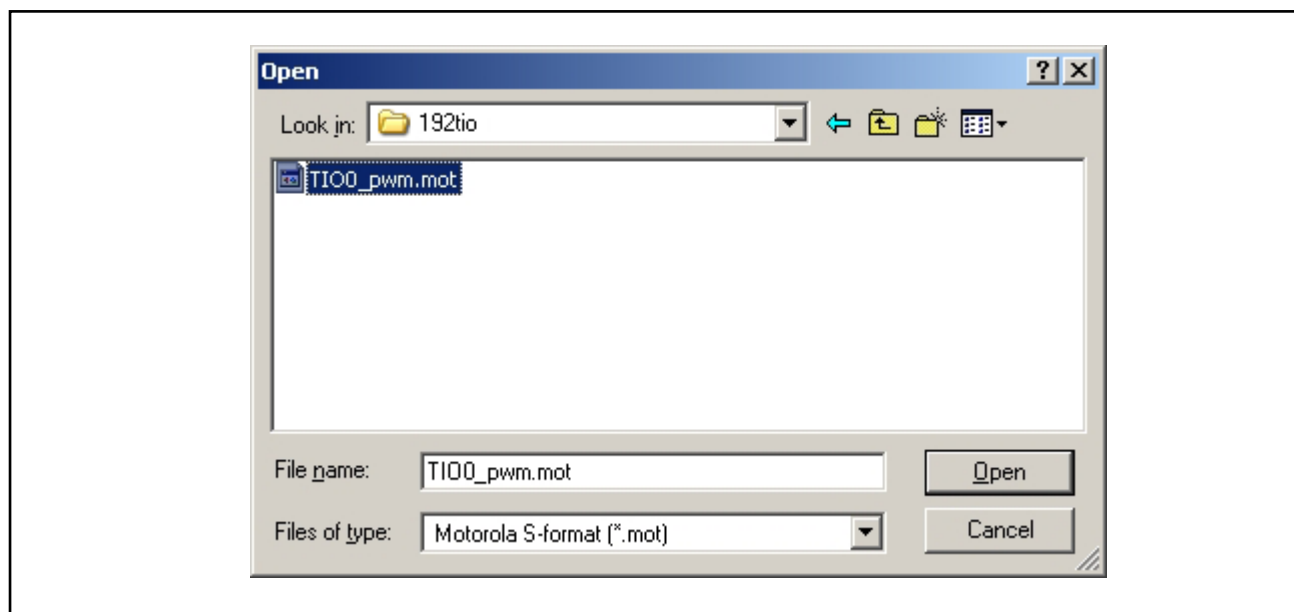 Open
Look in: 192tio
TIO0_pwm.mot
File name: TIO0_pwm.mot Open
Files of type: Motorola S-format (*.mot) Cancel